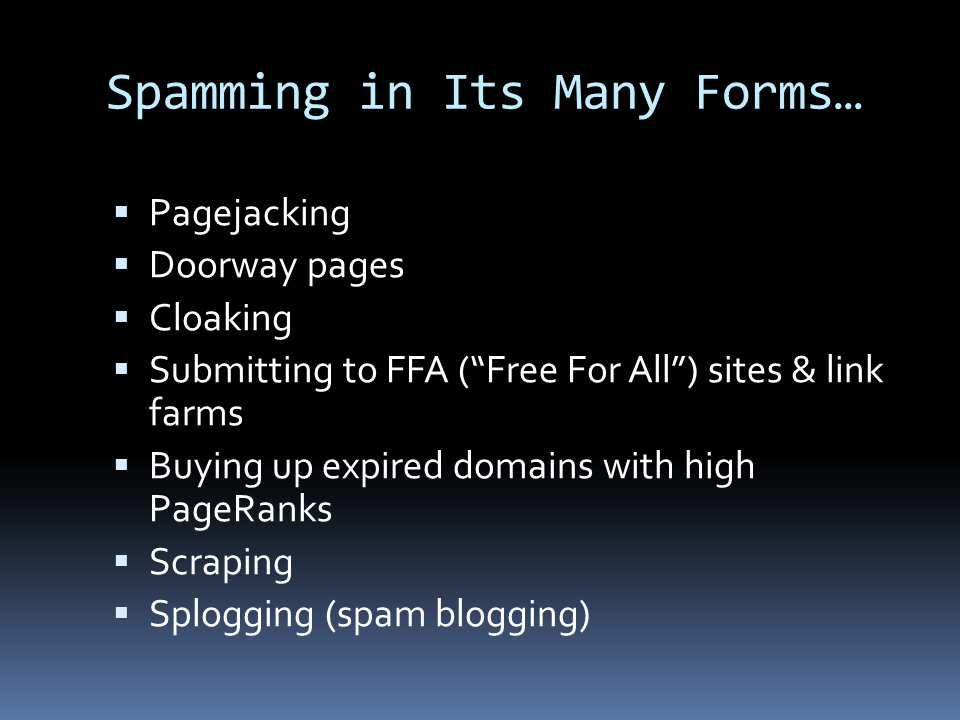 Spamming in Its Many Forms…
▪ Pagejacking
▪ Doorway pages
▪ Cloaking
▪ Submitting to FFA (“Free For All”) sites & link
farms
▪ Buying up expired domains with high
PageRanks
▪ Scraping
▪ Splogging (spam blogging)